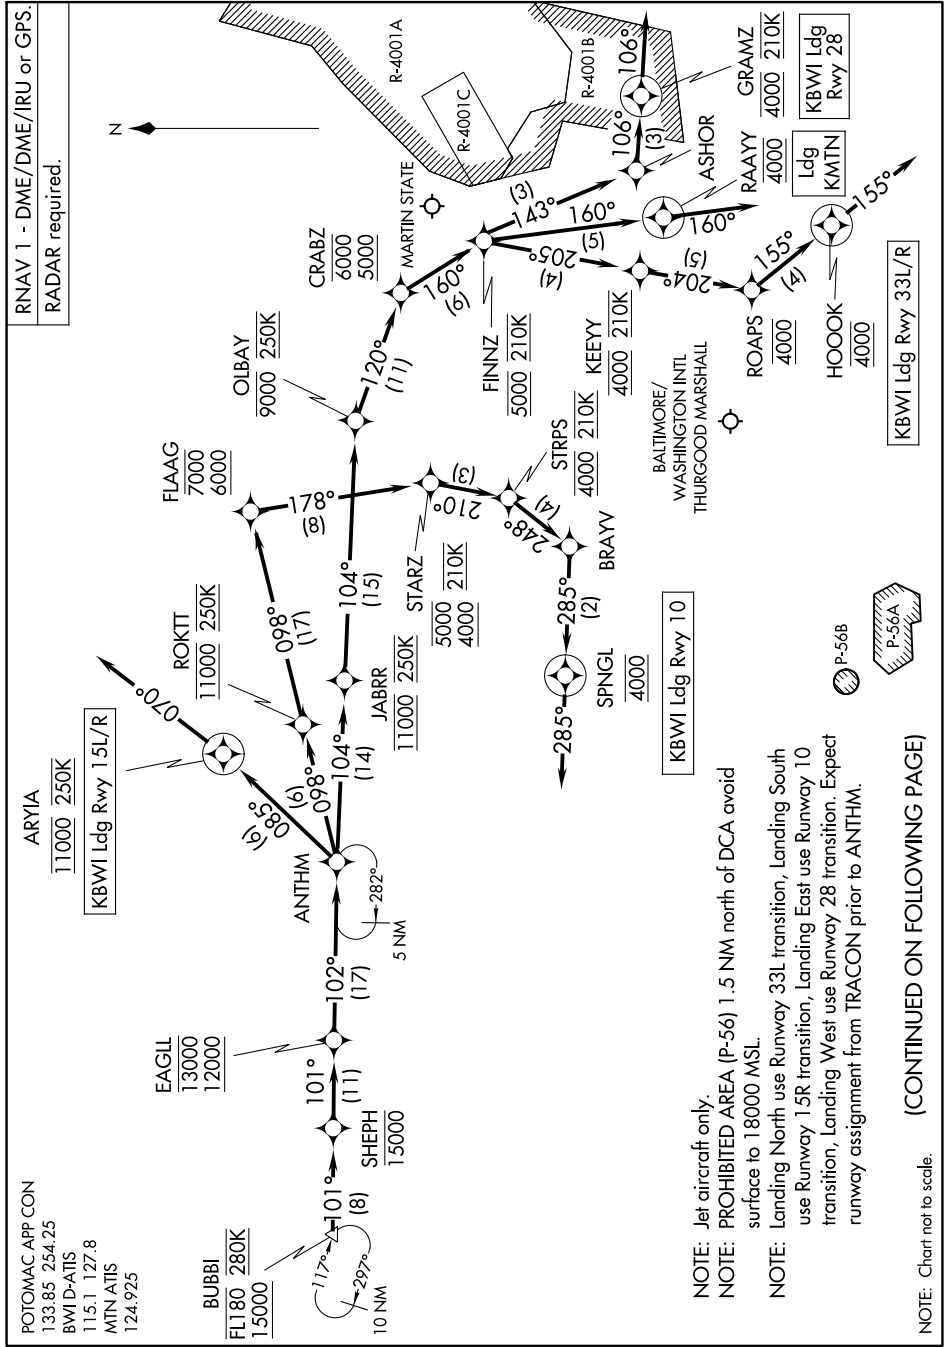 POTOMAC APP CON
133.85 254.25
BWI D-ATIS
115.1 127.8
MTN ATIS
124.925
RNAV 1 - DME/DME/IRU or GPS.
RADAR required.
N
BUBBI
FL180 280K
15000
117°
297°
10 NM
101°
(8)
SHEPH
15000
101°
(11)
EAGLL
13000
12000
102°
(17)
ANTHM
282°
5 NM
ARYIA
11000 250K
KBWI Ldg Rwy 15L/R
085°
(6)
070°
098°
(9)
ROKTT
11000 250K
098°
(17)
FLAAG
7000
6000
178°
(8)
104°
(14)
JABRR
11000 250K
104°
(15)
OLBAY
9000 250K
120°
(11)
CRABZ
6000
5000
MARTIN STATE
160°
(6)
FINNZ
5000 210K
143°
(3)
ASHOR
106°
(3)
GRAMZ
4000 210K
106°
KBWI Ldg
Rwy 28
160°
(5)
RAAYY
4000
160°
Ldg
KMTN
205°
(4)
KEEYY
4000 210K
204°
(5)
ROAPS
4000
155°
(4)
HOOOK
4000
155°
KBWI Ldg Rwy 33L/R
STARZ
5000 210K
4000
210°
(3)
STRPS
4000 210K
248°
(4)
BRAYV
285°
(2)
SPNGL
4000
285°
KBWI Ldg Rwy 10
BALTIMORE/
WASHINGTON INTL
THURGOOD MARSHALL
R-4001A
R-4001B
R-4001C
P-56B
P-56A
NOTE: Jet aircraft only.
NOTE: PROHIBITED AREA (P-56) 1.5 NM north of DCA avoid
surface to 18000 MSL.
NOTE: Landing North use Runway 33L transition, Landing South
use Runway 15R transition, Landing East use Runway 10
transition, Landing West use Runway 28 transition. Expect
runway assignment from TRACON prior to ANTHM.
NOTE: Chart not to scale.
(CONTINUED ON FOLLOWING PAGE)